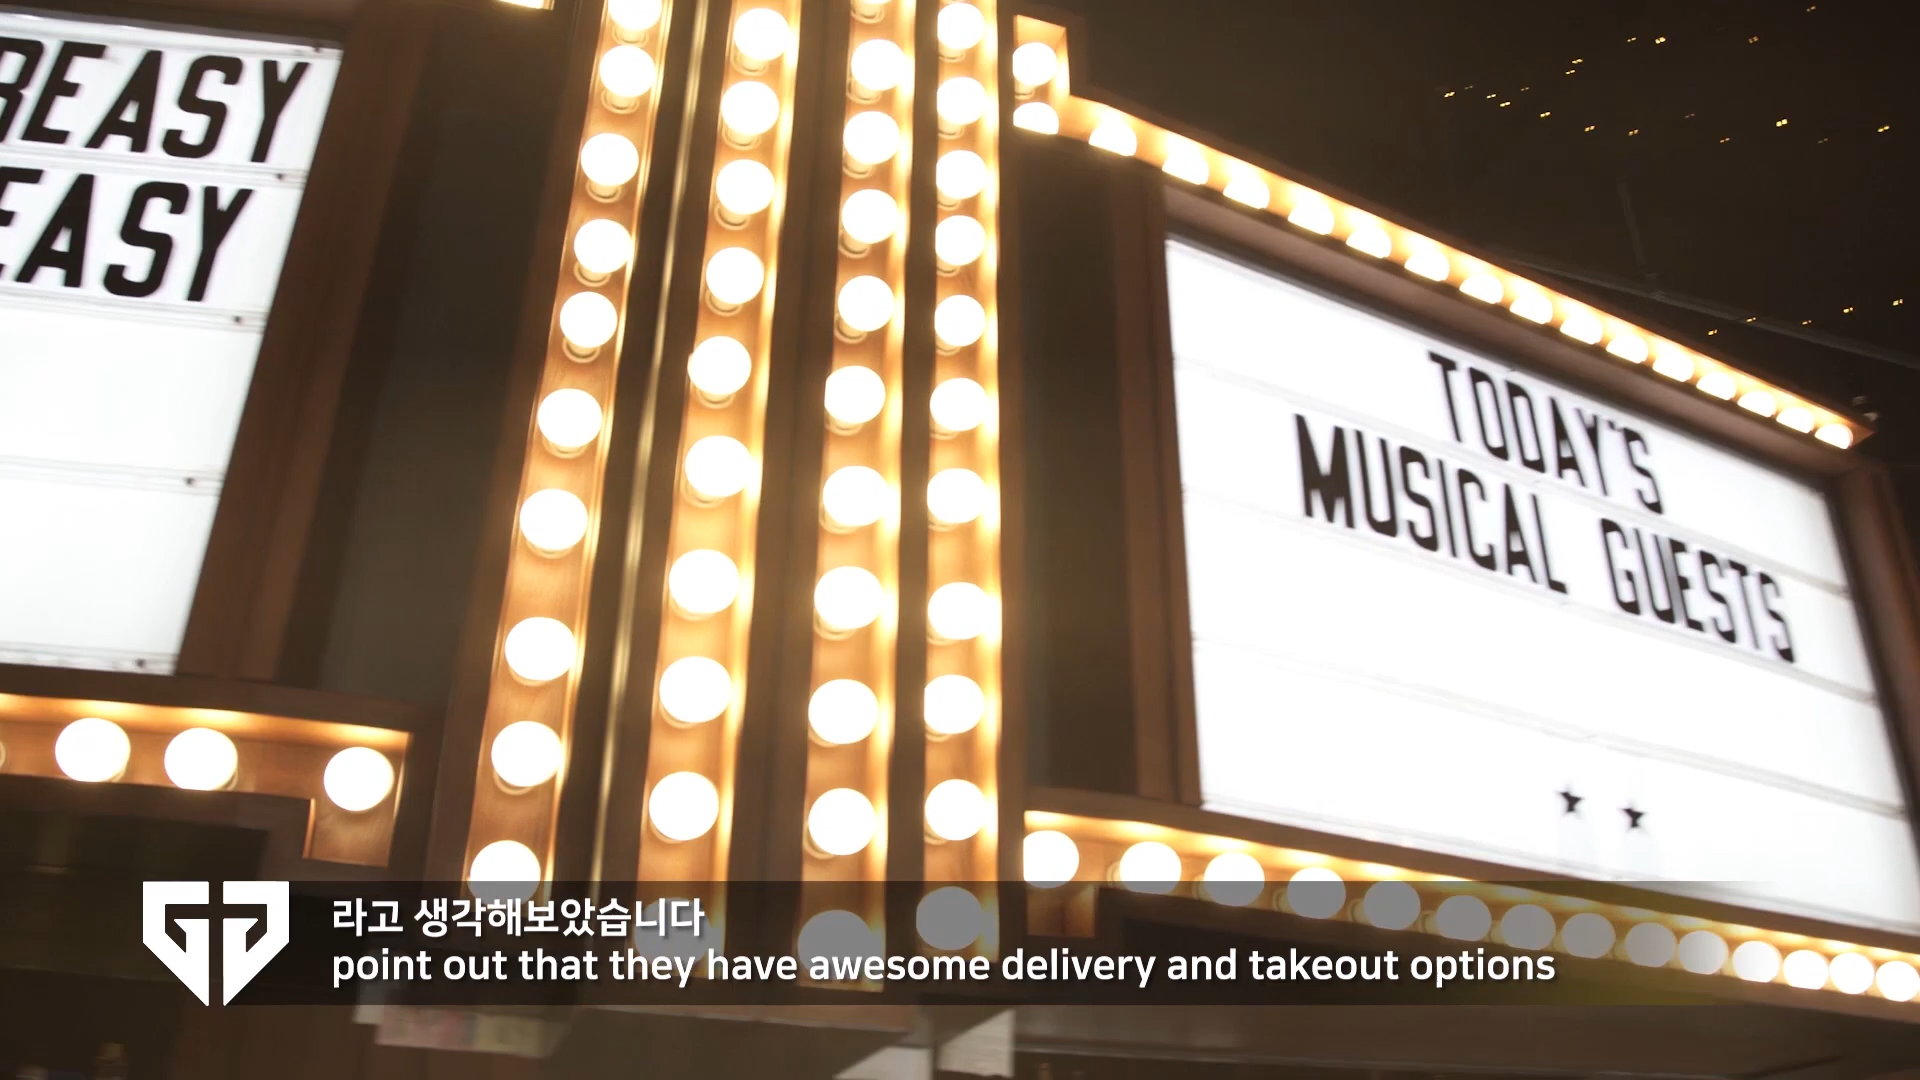 EASY
TODAY'S
MUSICAL GUESTS
라고 생각해보았습니다
point out that they have awesome delivery and takeout options